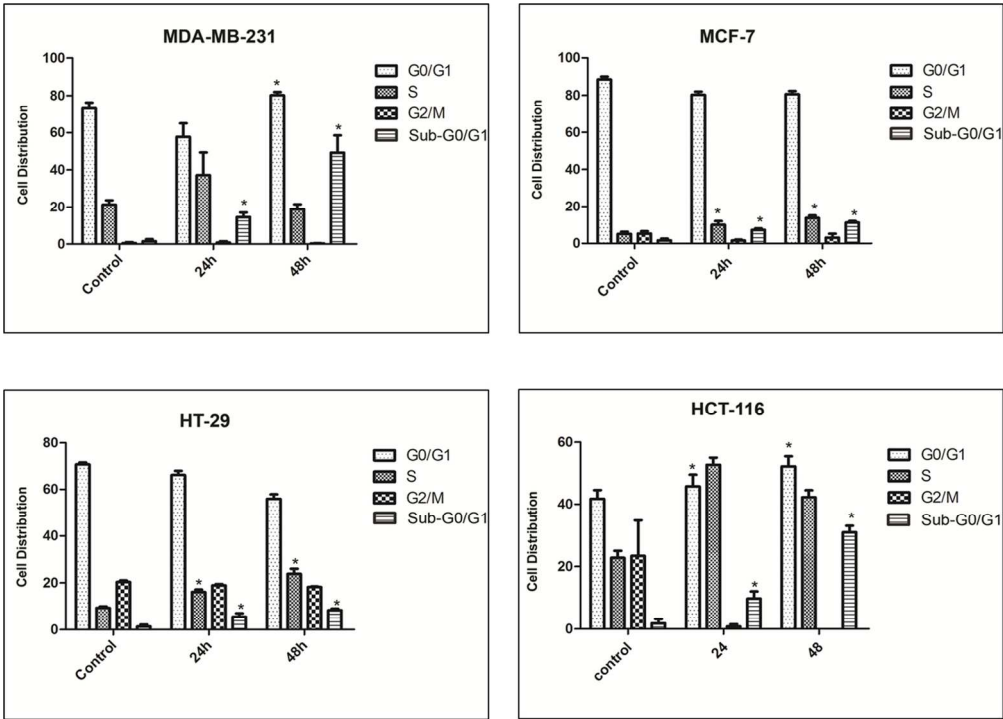 MDA-MB-231
Cell Distribution
100
80
60
40
20
0
Control
24h
48h
*
*
*
G0/G1
S
G2/M
Sub-G0/G1
MCF-7
Cell Distribution
100
80
60
40
20
0
Control
24h
48h
*
*
*
*
G0/G1
S
G2/M
Sub-G0/G1
HT-29
Cell Distribution
80
60
40
20
0
Control
24h
48h
*
*
*
*
G0/G1
S
G2/M
Sub-G0/G1
HCT-116
Cell Distribution
60
40
20
0
control
24
48
*
*
*
*
G0/G1
S
G2/M
Sub-G0/G1